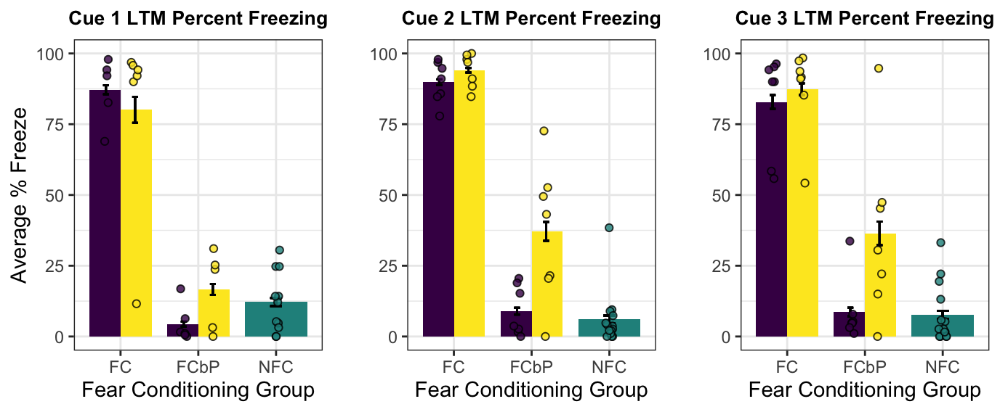 Cue 1 LTM Percent Freezing
Cue 2 LTM Percent Freezing
Cue 3 LTM Percent Freezing
Average % Freeze
100
75
50
25
0
100
75
50
25
0
100
75
50
25
0
FC FCbP NFC
FC FCbP NFC
FC FCbP NFC
Fear Conditioning Group
Fear Conditioning Group
Fear Conditioning Group